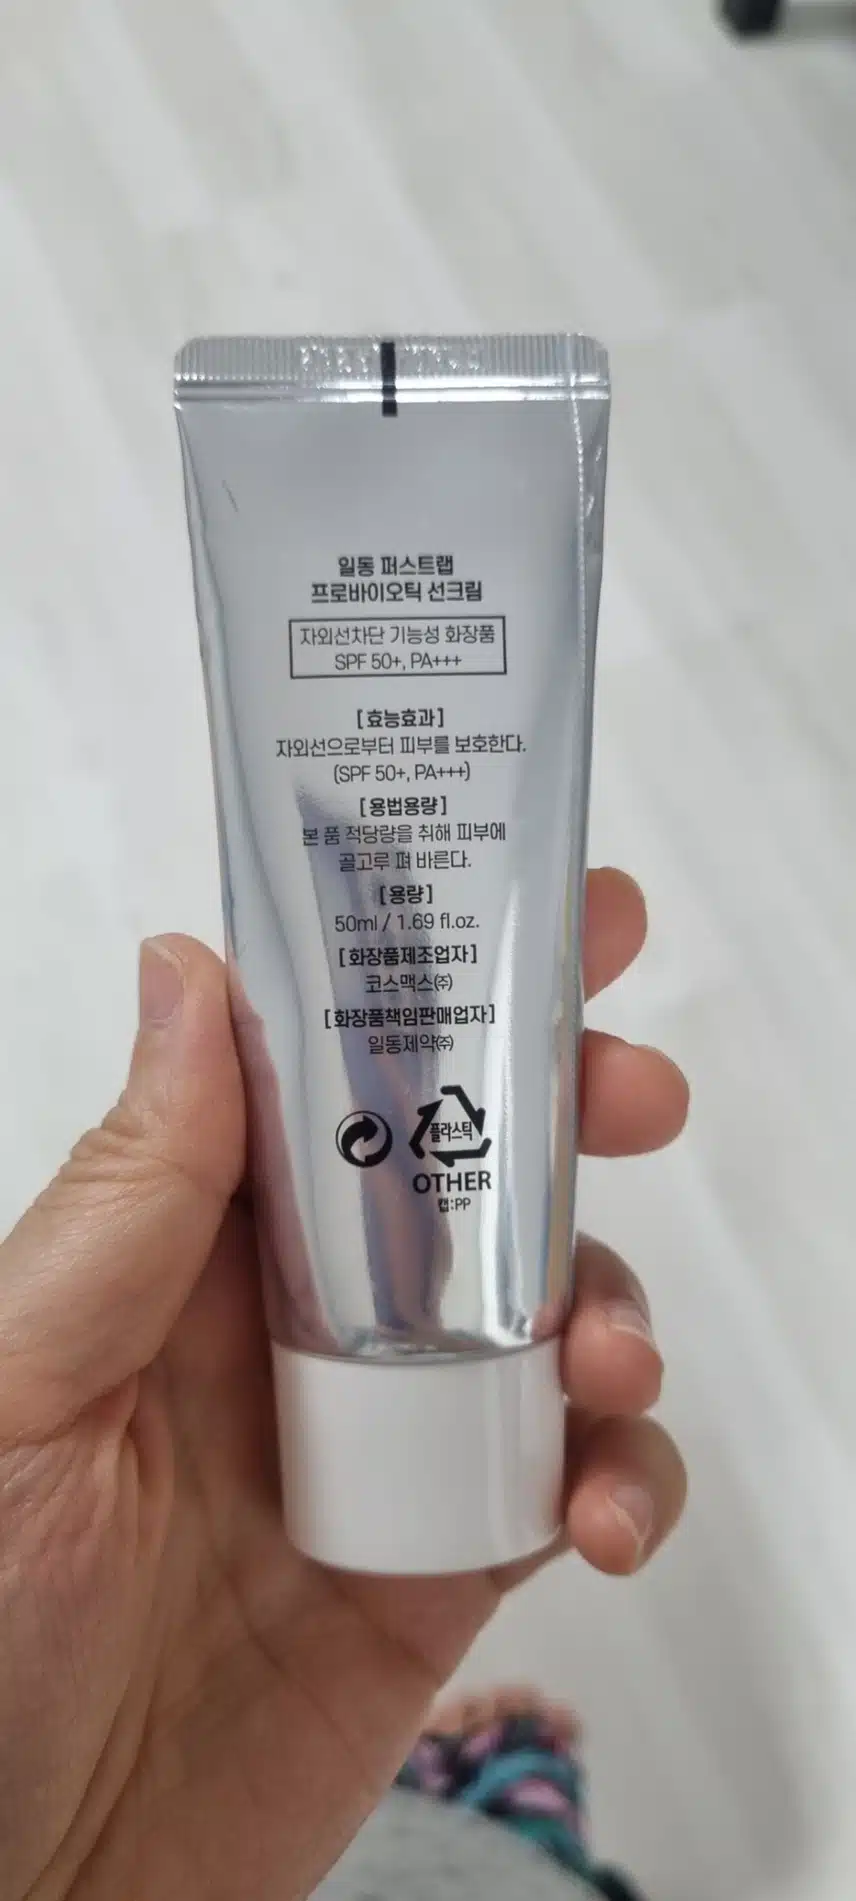 일동 퍼스트랩
프로바이오틱 선크림
자외선차단 기능성 화장품
SPF 50+, PA+++
[효능효과]
자외선으로부터 피부를 보호한다.
(SPF 50+, PA+++)
[용법용량]
본 품 적당량을 취해 피부에
골고루 펴 바른다.
[용량]
50ml / 1.69 fl.oz.
[화장품제조업자]
코스맥스㈜
[화장품책임판매업자]
일동제약㈜
플라스틱
OTHER
캡:PP